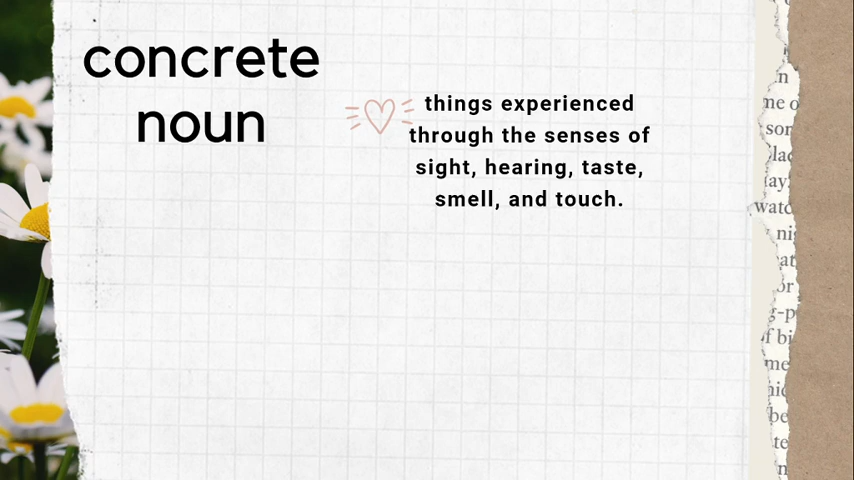 concrete
noun
things experienced
through the senses of
sight, hearing, taste,
smell, and touch.